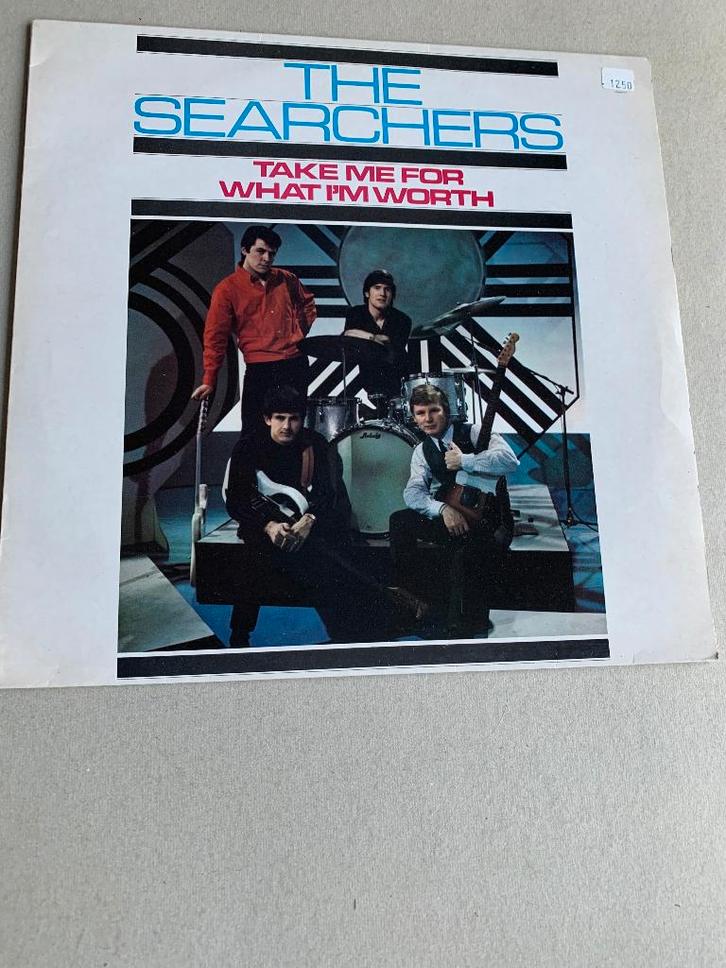 THE
SEARCHERS
1250
TAKE ME FOR
WHAT I'M WORTH